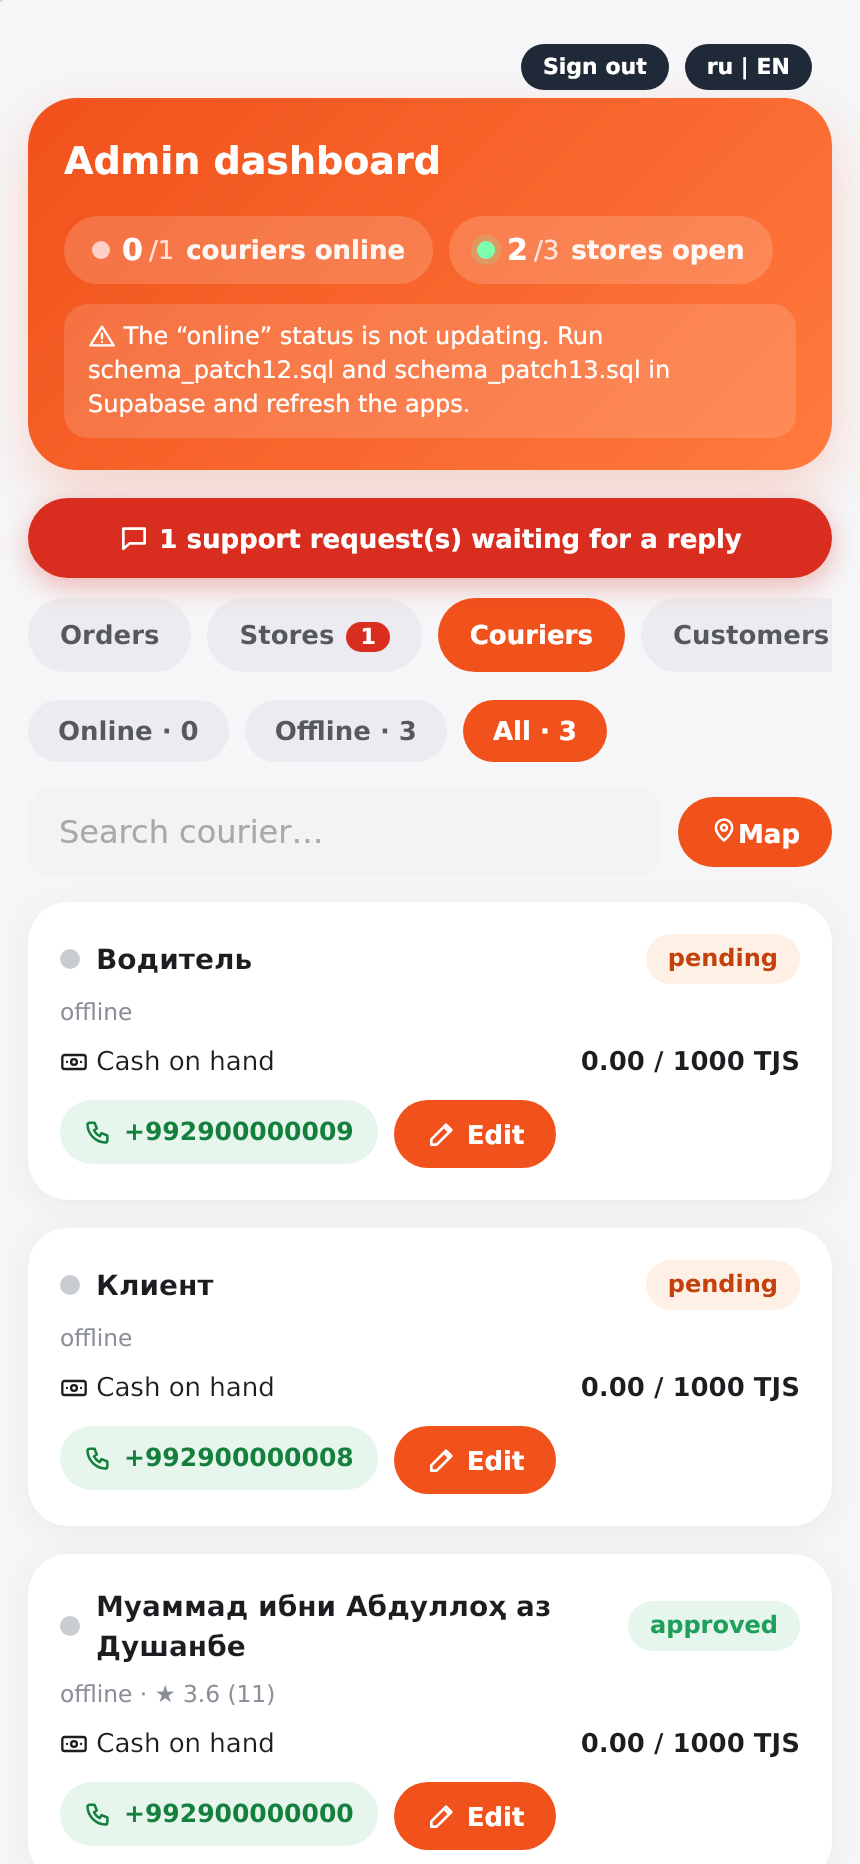 Sign out
ru | EN
Admin dashboard
0 /1 couriers online
2 /3 stores open
The “online” status is not updating. Run
schema_patch12.sql and schema_patch13.sql in
Supabase and refresh the apps.
1 support request(s) waiting for a reply
Orders
Stores 1
Couriers
Customers
Online · 0
Offline · 3
All · 3
Search courier...
Map
Водитель
pending
offline
Cash on hand
0.00 / 1000 TJS
+992900000009
Edit
Клиент
pending
offline
Cash on hand
0.00 / 1000 TJS
+992900000008
Edit
Муаммад ибни Абдуллоҳ аз
Душанбе
approved
offline · ★ 3.6 (11)
Cash on hand
0.00 / 1000 TJS
+992900000000
Edit